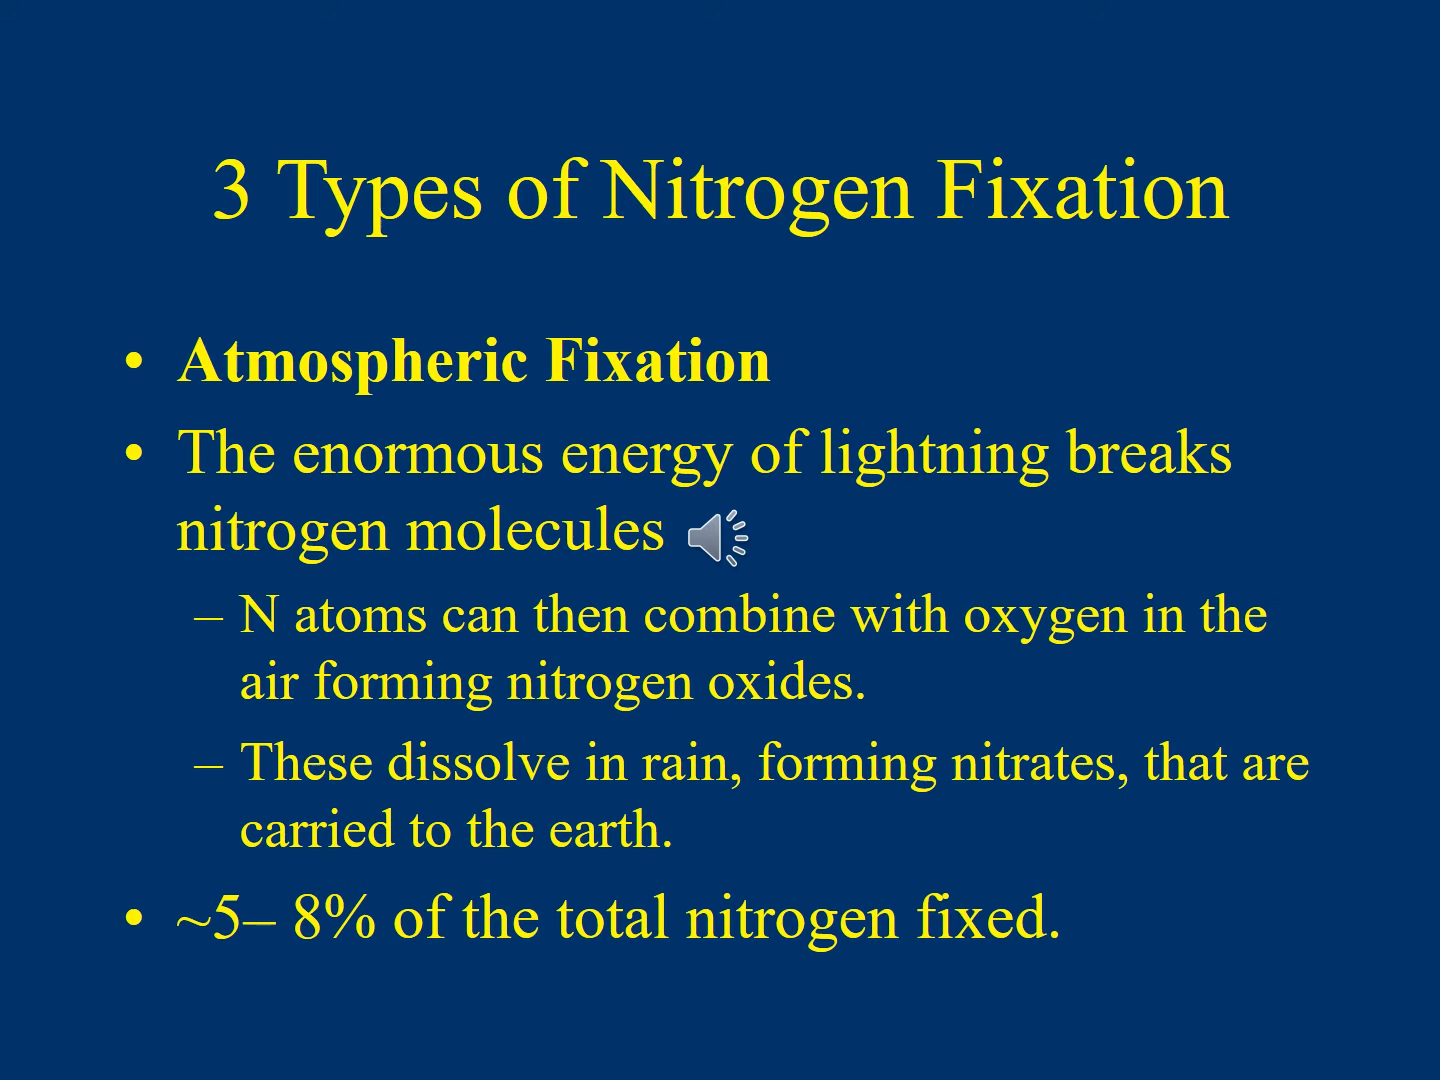 3 Types of Nitrogen Fixation
• Atmospheric Fixation
• The enormous energy of lightning breaks
nitrogen molecules
– N atoms can then combine with oxygen in the
air forming nitrogen oxides.
– These dissolve in rain, forming nitrates, that are
carried to the earth.
• ~5– 8% of the total nitrogen fixed.